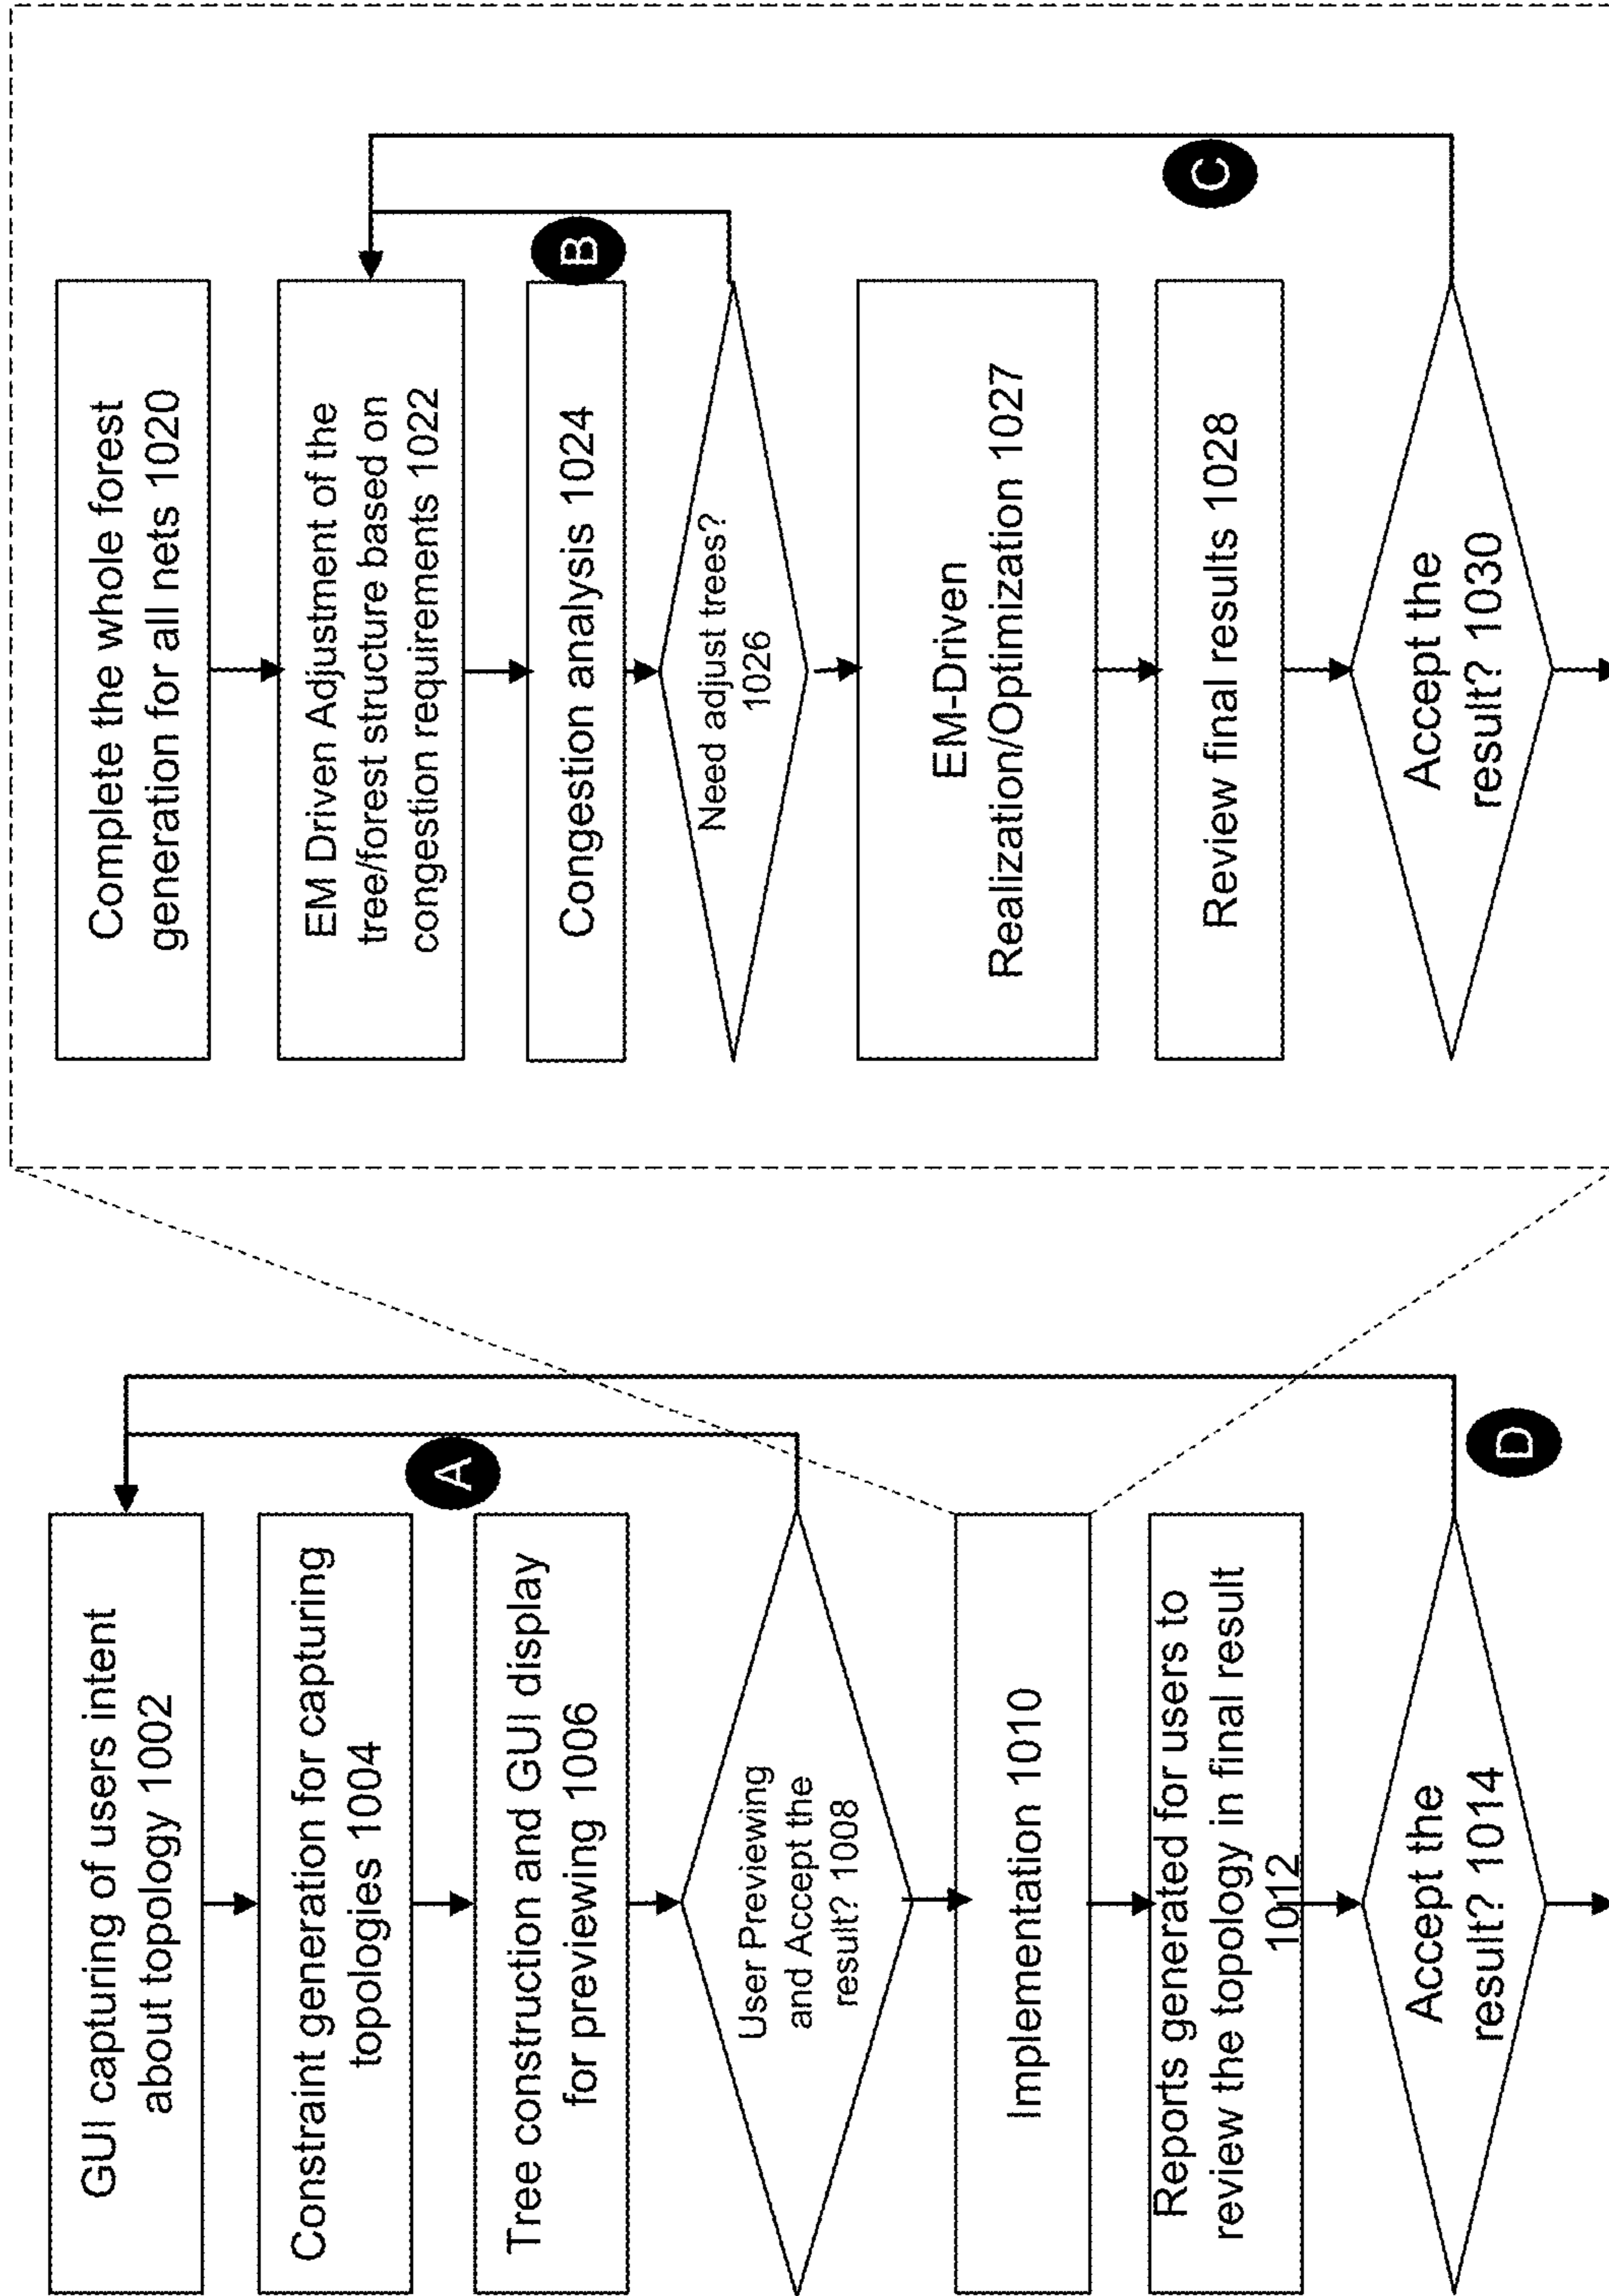 GUI capturing of users intent
about topology 1002
Constraint generation for capturing
topologies 1004
A
Tree construction and GUI display
for previewing 1006
User Previewing
and Accept the
result? 1008
Implementation 1010
Reports generated for users to
review the topology in final result
1012
Accept the
result? 1014
D
Complete the whole forest
generation for all nets 1020
EM Driven Adjustment of the
tree/forest structure based on
congestion requirements 1022
Congestion analysis 1024
B
Need adjust trees?
1026
EM-Driven
Realization/Optimization 1027
Review final results 1028
C
Accept the
result? 1030